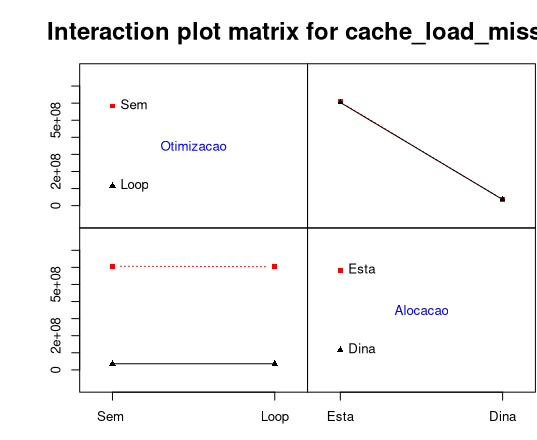 Interaction plot matrix for cache_load_miss
Sem
Otimizacao
Loop
0 2e+08 5e+08
Esta
Alocacao
Dina
0 2e+08 5e+08
Sem Loop Esta Dina